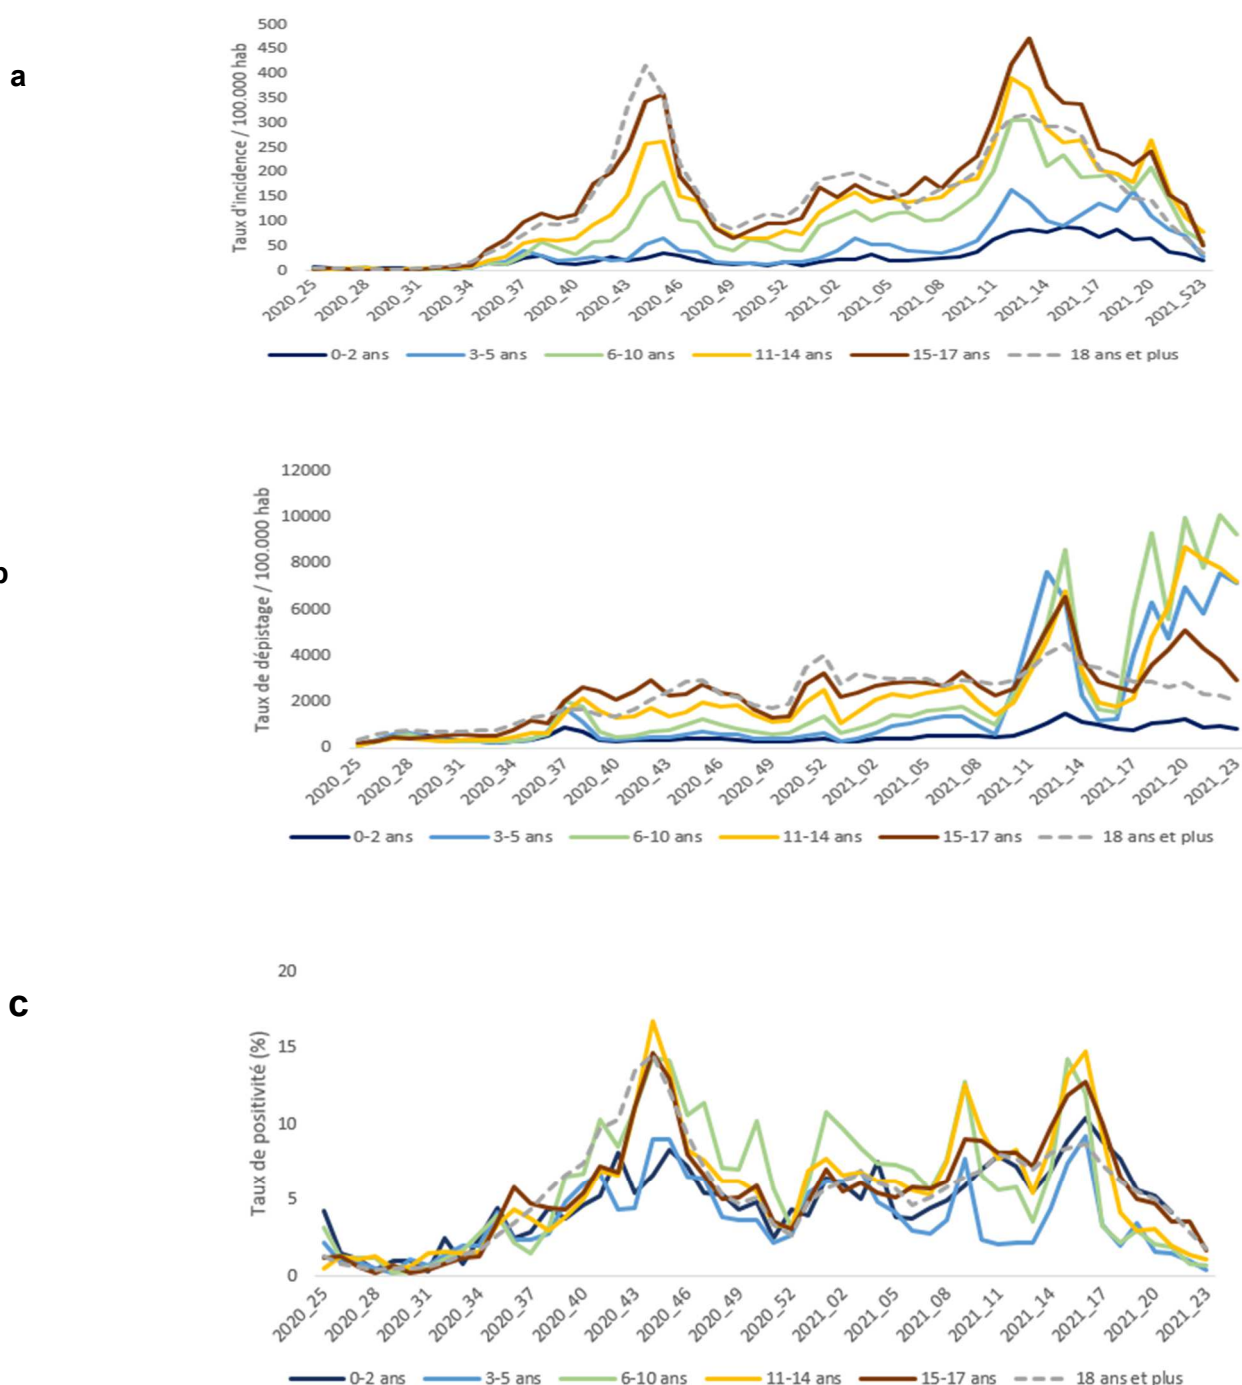 a
Taux d'incidence / 100.000 hab
500
450
400
350
300
250
200
150
100
50
0
2020_25 2020_28 2020_31 2020_34 2020_37 2020_40 2020_43 2020_46 2020_49 2020_52 2021_02 2021_05 2021_08 2021_11 2021_14 2021_17 2021_20 2021_S23
0-2 ans 3-5 ans 6-10 ans 11-14 ans 15-17 ans 18 ans et plus
b
Taux de dépistage / 100.000 hab
12000
10000
8000
6000
4000
2000
0
2020_25 2020_28 2020_31 2020_34 2020_37 2020_40 2020_43 2020_46 2020_49 2020_52 2021_02 2021_05 2021_08 2021_11 2021_14 2021_17 2021_20 2021_23
0-2 ans 3-5 ans 6-10 ans 11-14 ans 15-17 ans 18 ans et plus
c
Taux de positivité (%)
20
15
10
5
0
2020_25 2020_28 2020_31 2020_34 2020_37 2020_40 2020_43 2020_46 2020_49 2020_52 2021_02 2021_05 2021_08 2021_11 2021_14 2021_17 2021_20 2021_23
0-2 ans 3-5 ans 6-10 ans 11-14 ans 15-17 ans 18 ans et plus